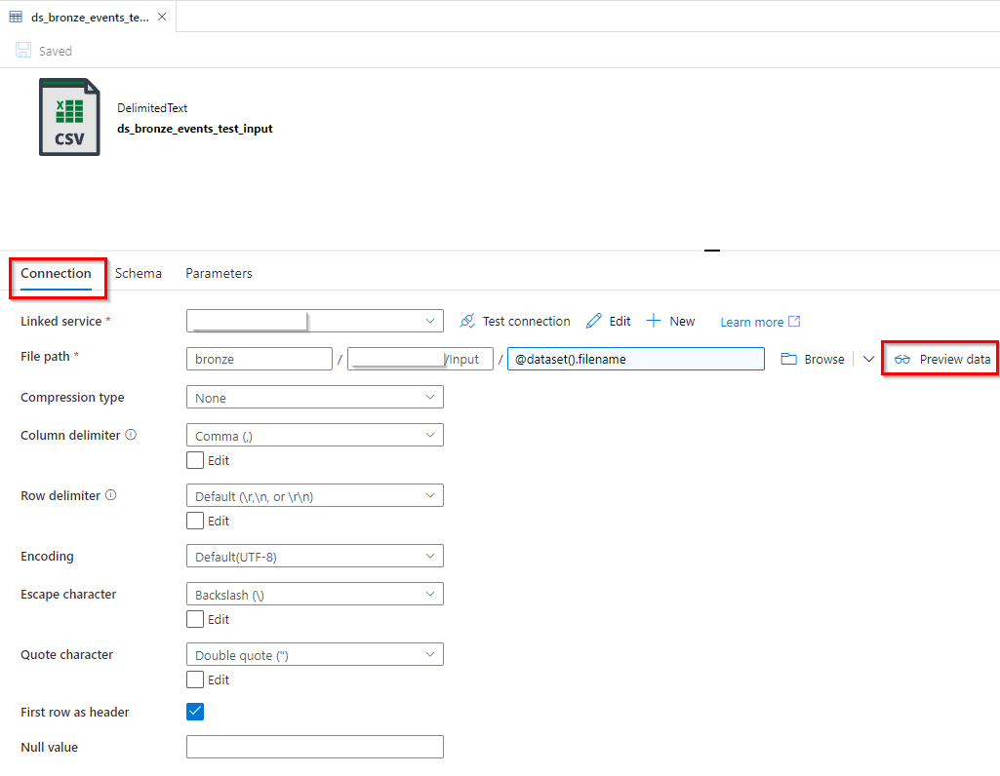 ds_bronze_events_te...
Saved
X
CSV
DelimitedText
ds_bronze_events_test_input
Connection Schema Parameters
Linked service * Test connection Edit New Learn more
File path * bronze / /Input / @dataset().filename Browse Preview data
Compression type None
Column delimiter Comma (,)
Edit
Row delimiter Default (\r,\n, or \r\n)
Edit
Encoding Default(UTF-8)
Escape character Backslash (\)
Edit
Quote character Double quote (")
Edit
First row as header
Null value